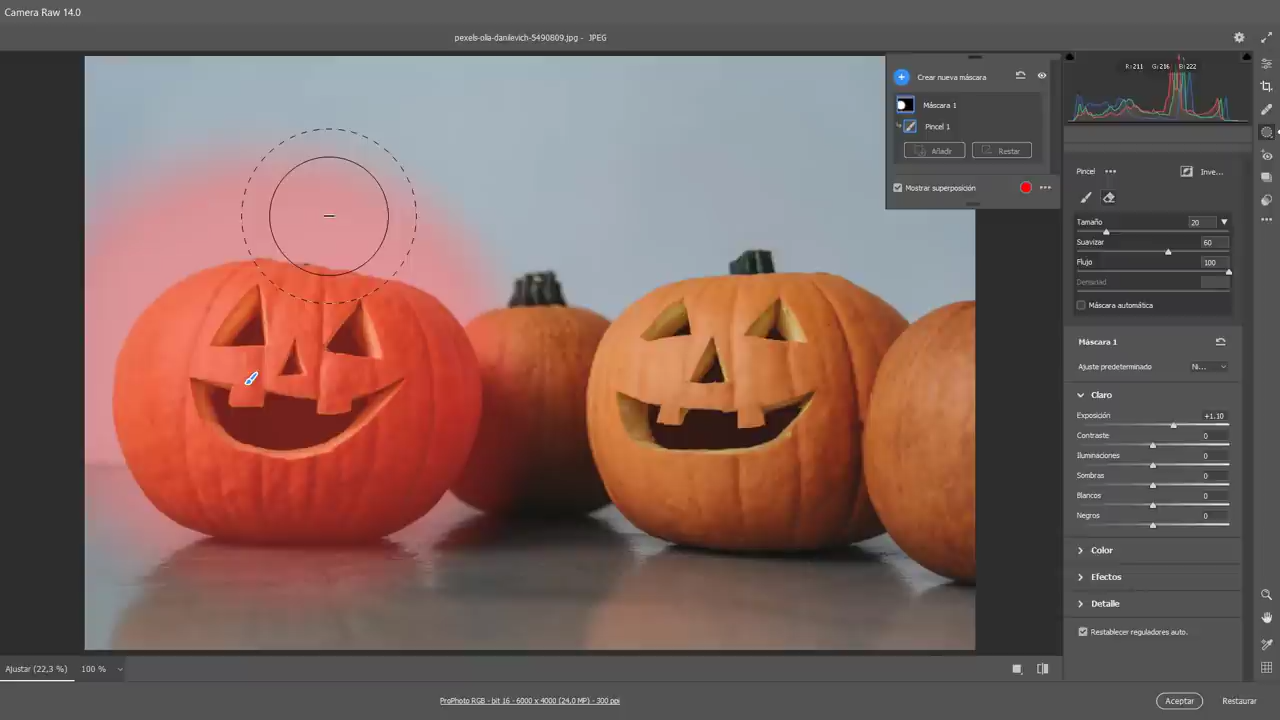 Camera Raw 14.0
pexels-olia-danilevich-5490809.jpg - JPEG
R:211 G:216 B:222
Crear nueva máscara
Máscara 1
Pincel 1
Añadir Restar
Mostrar superposición
Pincel Inve...
Tamaño 20
Suavizar 60
Flujo 100
Densidad
Máscara automática
Máscara 1
Ajuste predeterminado Ni...
Claro
Exposición +1.10
Contraste 0
Iluminaciones 0
Sombras 0
Blancos 0
Negros 0
Color
Efectos
Detalle
Restablecer reguladores auto.
Ajustar (22,3 %) 100 %
ProPhoto RGB - bit 16 - 6000 x 4000 (24,0 MP) - 300 ppi
Aceptar Restaurar